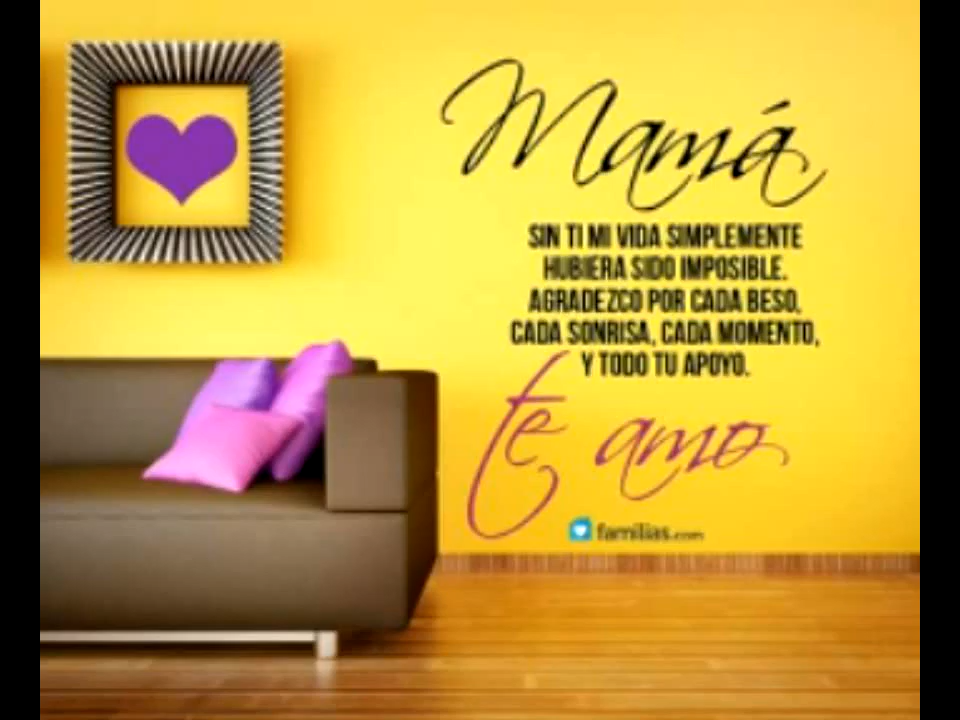 Mamá
SIN TI MI VIDA SIMPLEMENTE
HUBIERA SIDO IMPOSIBLE.
AGRADEZCO POR CADA BESO,
CADA SONRISA, CADA MOMENTO,
Y TODO TU APOYO.
te amo
familias.com